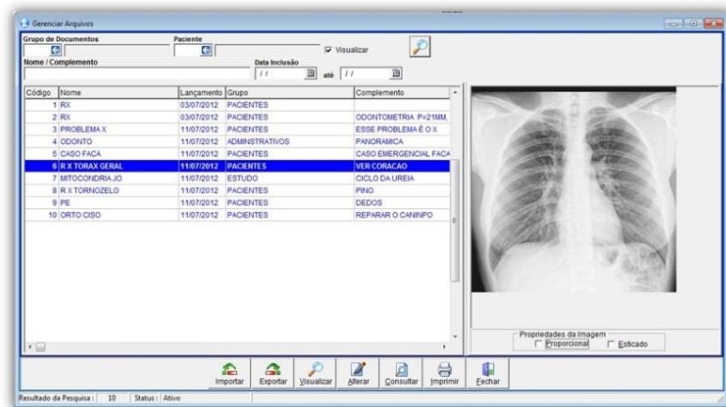 Gerenciar Arquivos
Grupo de Documentos Paciente
Visualizar
Nome / Complemento Data Inclusão
/ / até / /
Código Nome Lançamento Grupo Complemento
1 RX 03/07/2012 PACIENTES
2 RX 03/07/2012 PACIENTES ODONTOMETRIA P=21MM,
3 PROBLEMA X 11/07/2012 PACIENTES ESSE PROBLEMA É O X
4 ODONTO 11/07/2012 ADMINSTRATIVOS PANORAMICA
5 CASO FACA 11/07/2012 PACIENTES CASO EMERGENCIAL FACA
6 R X TORAX GERAL 11/07/2012 PACIENTES VER CORACAO
7 MITOCONDRIA.JO 11/07/2012 ESTUDO CICLO DA UREIA
8 R.X TORNOZELO 11/07/2012 PACIENTES PINO
9 PE 11/07/2012 PACIENTES DEDOS
10 ORTO CISO 11/07/2012 PACIENTES REPARAR O CANINPO
Propriedades da Imagem
Proporcional Esticado
Importar Exportar Visualizar Alterar Consultar Imprimir Fechar
Resultado da Pesquisa : 10 Status : Ativo